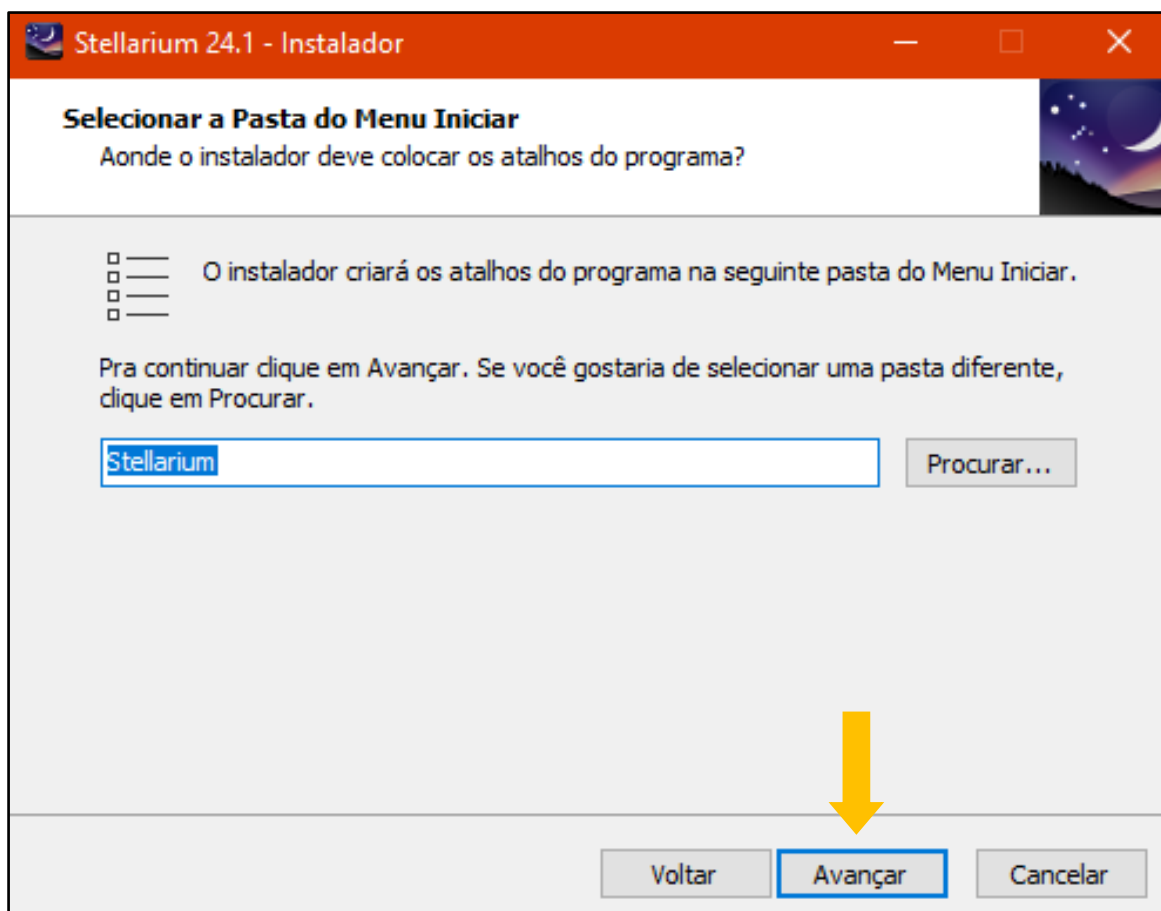 Stellarium 24.1 - Instalador
Selecionar a Pasta do Menu Iniciar
Aonde o instalador deve colocar os atalhos do programa?
O instalador criará os atalhos do programa na seguinte pasta do Menu Iniciar.
Pra continuar clique em Avançar. Se você gostaria de selecionar uma pasta diferente,
clique em Procurar.
Stellarium
Procurar...
Voltar
Avançar
Cancelar